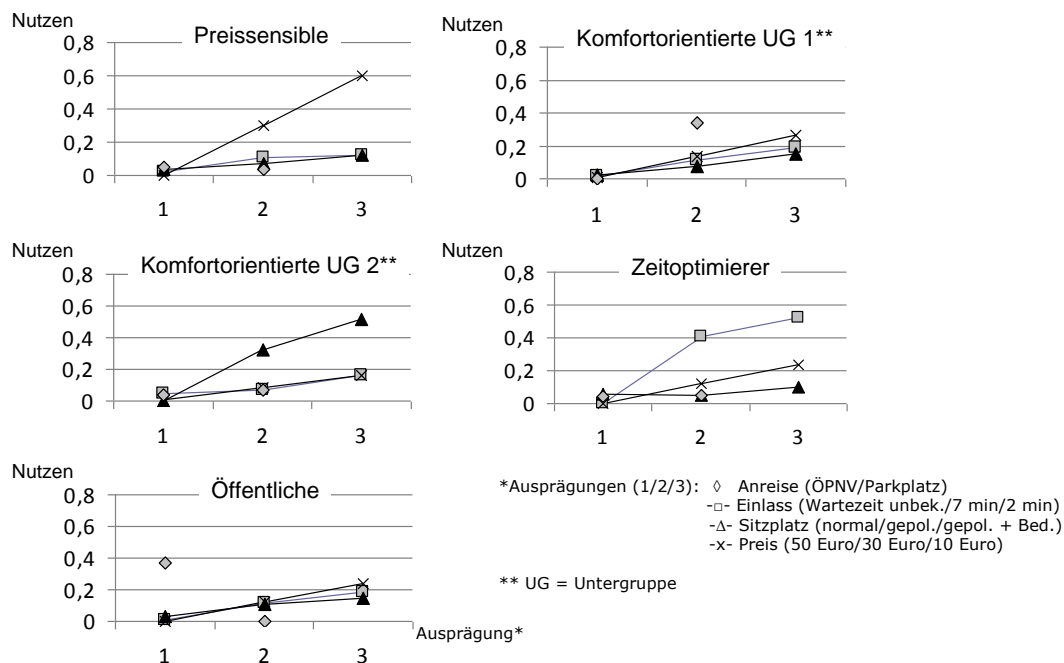 Nutzen
Preissensible
0,8
0,6
0,4
0,2
0
1 2 3
Nutzen
Komfortorientierte UG 1**
0,8
0,6
0,4
0,2
0
1 2 3
Nutzen
Komfortorientierte UG 2**
0,8
0,6
0,4
0,2
0
1 2 3
Nutzen
Zeitoptimierer
0,8
0,6
0,4
0,2
0
1 2 3
Nutzen
Öffentliche
0,8
0,6
0,4
0,2
0
1 2 3
Ausprägung*
*Ausprägungen (1/2/3): ◊ Anreise (ÖPNV/Parkplatz)
-□- Einlass (Wartezeit unbek./7 min/2 min)
-∆- Sitzplatz (normal/gepol./gepol. + Bed.)
-x- Preis (50 Euro/30 Euro/10 Euro)
** UG = Untergruppe